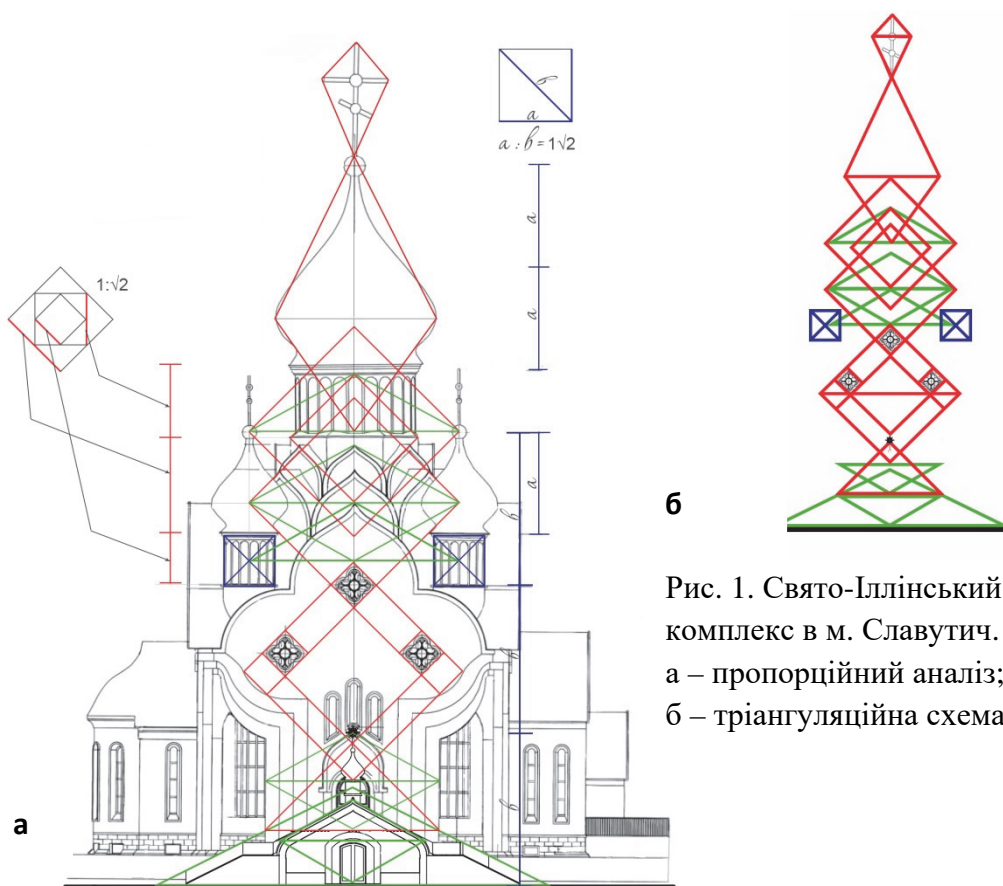 b
a
a : b = 1√2
a
a
1:√2
a
b
b
b
б
Рис. 1. Свято-Іллінський
комплекс в м. Славутич.
а – пропорційний аналіз;
б – тріангуляційна схема
а